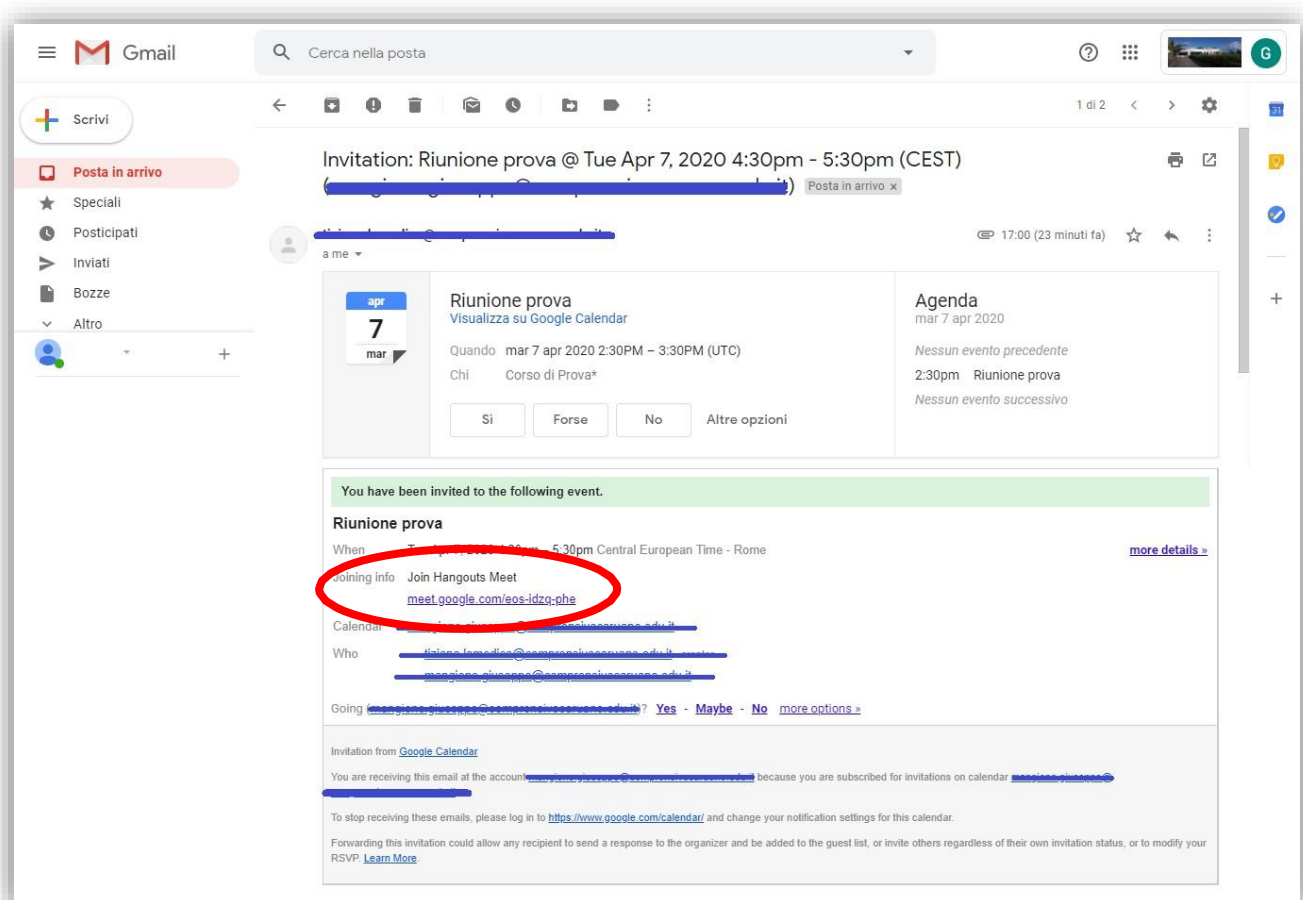 Gmail
Cerca nella posta
G
Scrivi
1 di 2
31
Posta in arrivo
Speciali
Posticipati
Inviati
Bozze
Altro
Invitation: Riunione prova @ Tue Apr 7, 2020 4:30pm - 5:30pm (CEST)
Posta in arrivo x
17:00 (23 minuti fa)
a me
apr
7
mar
Riunione prova
Visualizza su Google Calendar
Quando mar 7 apr 2020 2:30PM – 3:30PM (UTC)
Chi Corso di Prova*
Sì Forse No Altre opzioni
Agenda
mar 7 apr 2020
Nessun evento precedente
2:30pm Riunione prova
Nessun evento successivo
You have been invited to the following event.
Riunione prova
When Tue Apr 7, 2020 4:30pm – 5:30pm Central European Time - Rome
more details »
Joining info Join Hangouts Meet
meet.google.com/eos-idzq-phe
Calendar
Who
Going ( )? Yes - Maybe - No more options »
Invitation from Google Calendar
You are receiving this email at the account because you are subscribed for invitations on calendar
To stop receiving these emails, please log in to https://www.google.com/calendar/ and change your notification settings for this calendar.
Forwarding this invitation could allow any recipient to send a response to the organizer and be added to the guest list, or invite others regardless of their own invitation status, or to modify your
RSVP. Learn More.